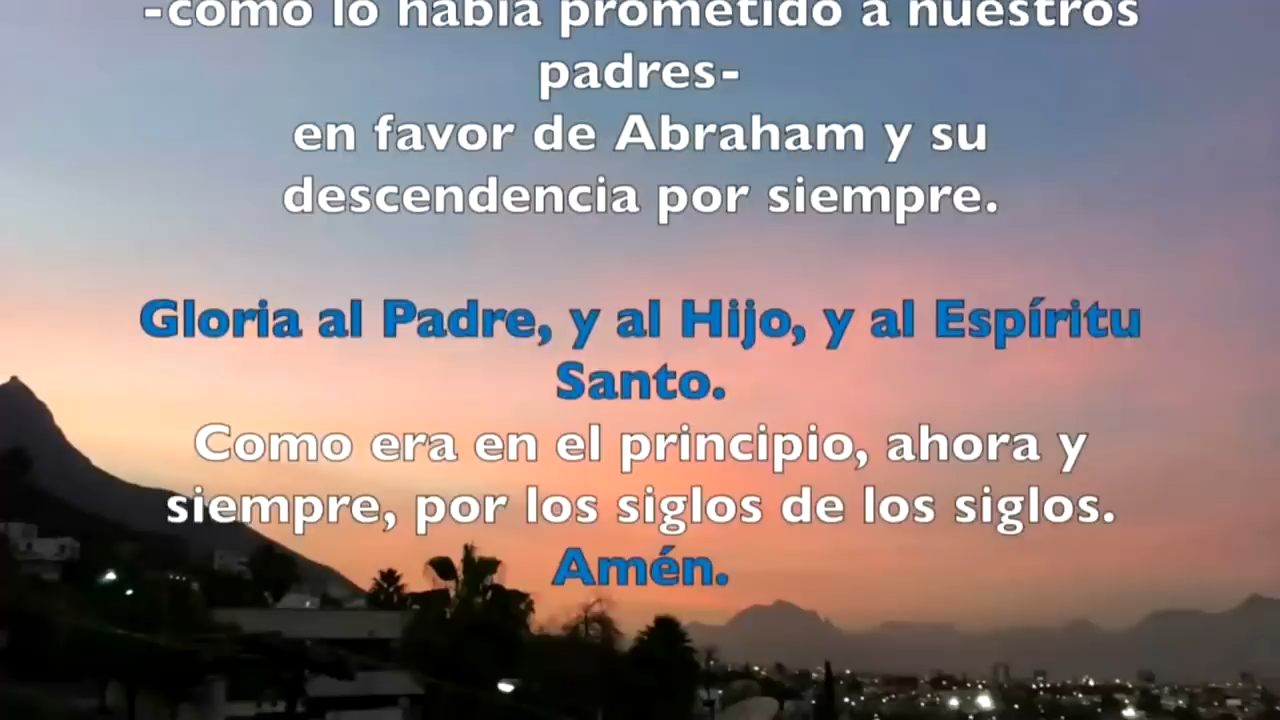 -como lo había prometido a nuestros
padres-
en favor de Abraham y su
descendencia por siempre.
Gloria al Padre, y al Hijo, y al Espíritu
Santo.
Como era en el principio, ahora y
siempre, por los siglos de los siglos.
Amén.